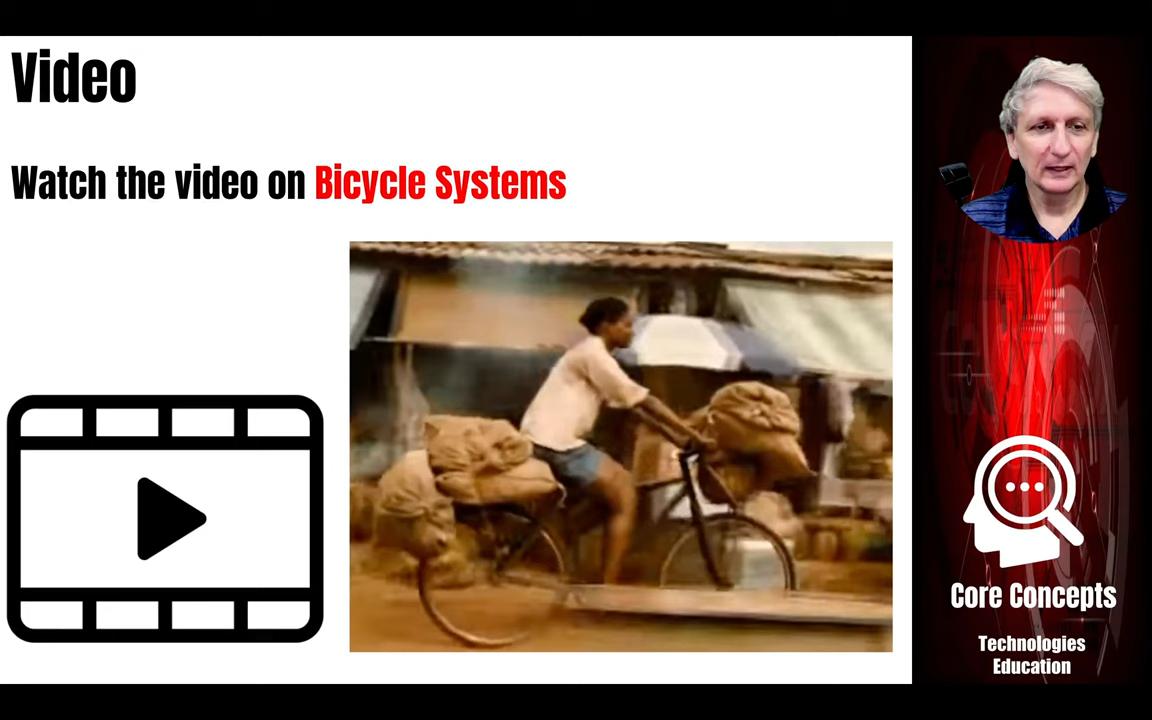 Video
Watch the video on Bicycle Systems
Core Concepts
Technologies
Education